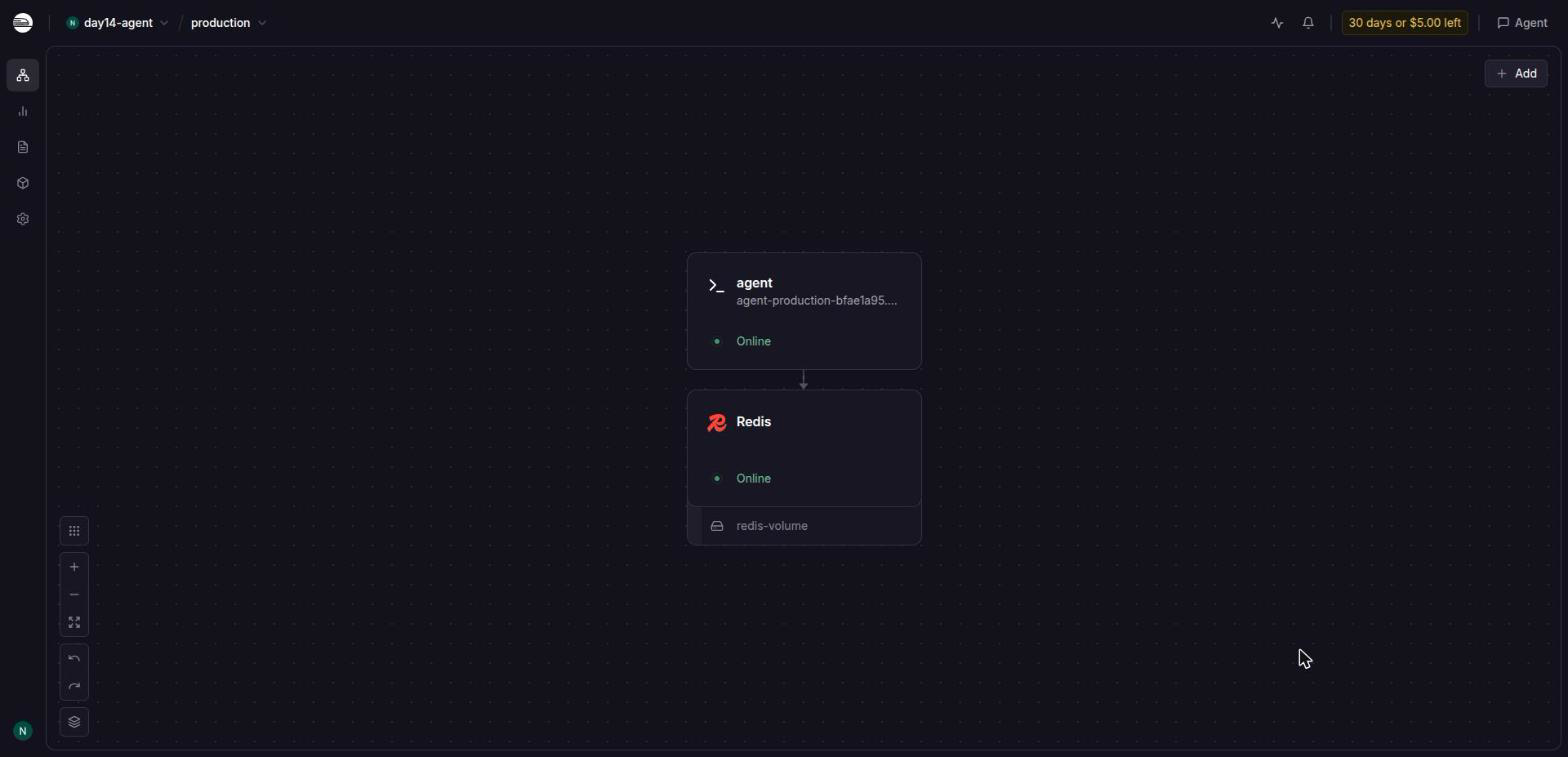 N day14-agent / production
30 days or $5.00 left
Agent
+ Add
agent
agent-production-bfae1a95....
Online
Redis
Online
redis-volume
N